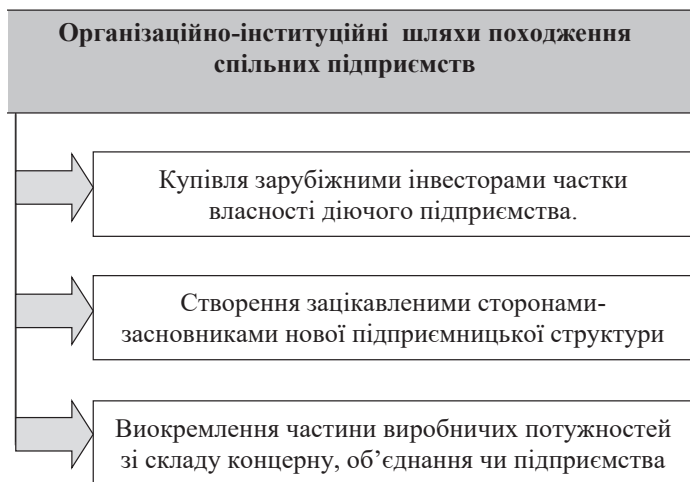 Організаційно-інституційні шляхи походження
спільних підприємств
Купівля зарубіжними інвесторами частки
власності діючого підприємства.
Створення зацікавленими сторонами-
засновниками нової підприємницької структури
Виокремлення частини виробничих потужностей
зі складу концерну, об’єднання чи підприємства